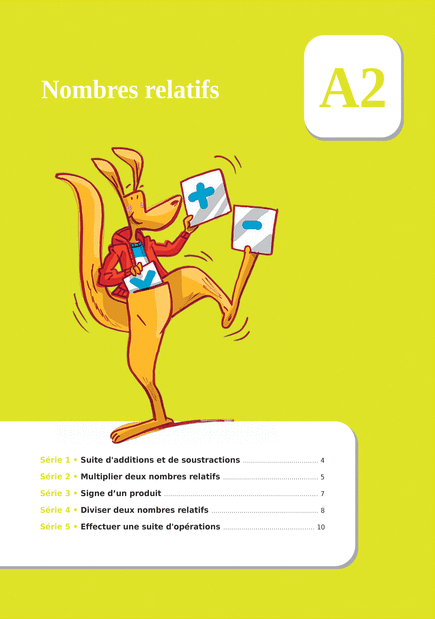 A2
Nombres relatifs
Série 1 • Suite d'additions et de soustractions ........ 4
Série 2 • Multiplier deux nombres relatifs ........ 5
Série 3 • Signe d’un produit ........ 7
Série 4 • Diviser deux nombres relatifs ........ 8
Série 5 • Effectuer une suite d'opérations ........ 10